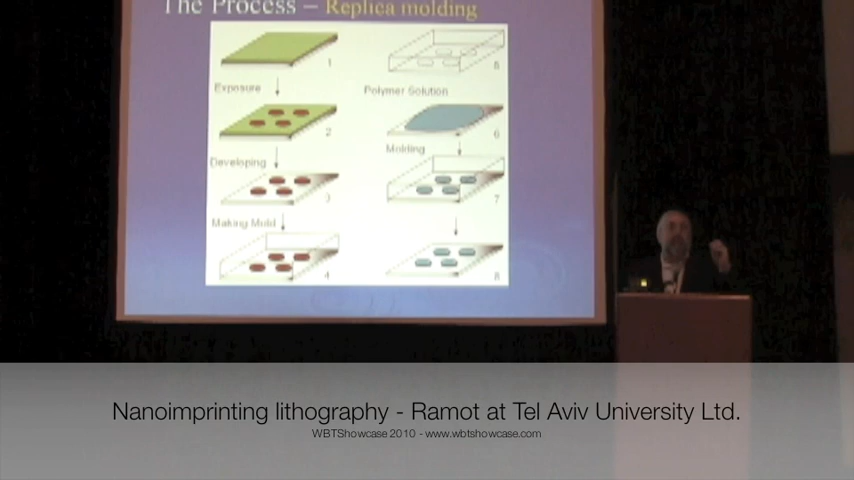 The Process – Replica molding
1
5
Exposure
Polymer Solution
2
6
Developing
Molding
3
7
Making Mold
4
8
Nanoimprinting lithography - Ramot at Tel Aviv University Ltd.
WBTShowcase 2010 - www.wbtshowcase.com